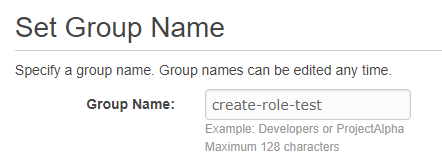 Set Group Name
Specify a group name. Group names can be edited any time.
Group Name: create-role-test
Example: Developers or ProjectAlpha
Maximum 128 characters